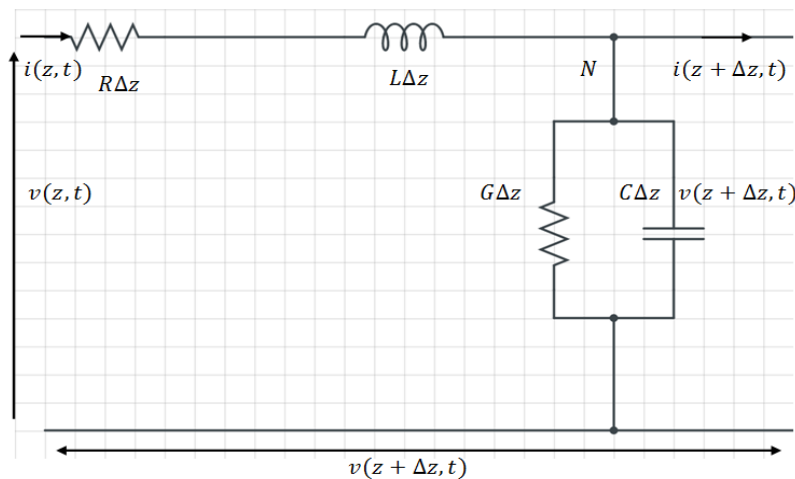 i(z,t)
RΔz
LΔz
N
i(z + Δz,t)
v(z,t)
GΔz
CΔz
v(z + Δz,t)
v(z + Δz,t)